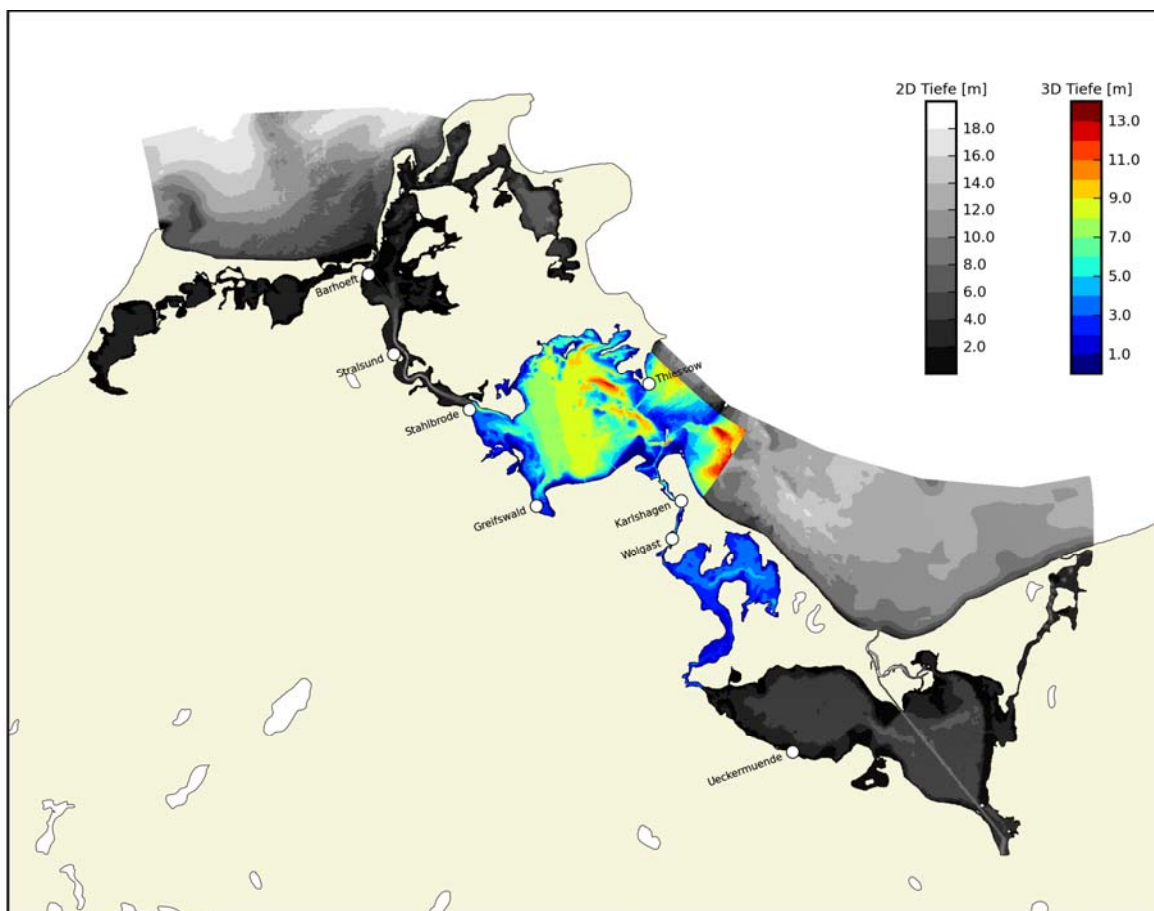 2D Tiefe [m]
18.0
16.0
14.0
12.0
10.0
8.0
6.0
4.0
2.0
3D Tiefe [m]
13.0
11.0
9.0
7.0
5.0
3.0
1.0
Barhoeft
Stralsund
Thiessow
Stahlbrode
Greifswald
Karlshagen
Wolgast
Ueckermuende